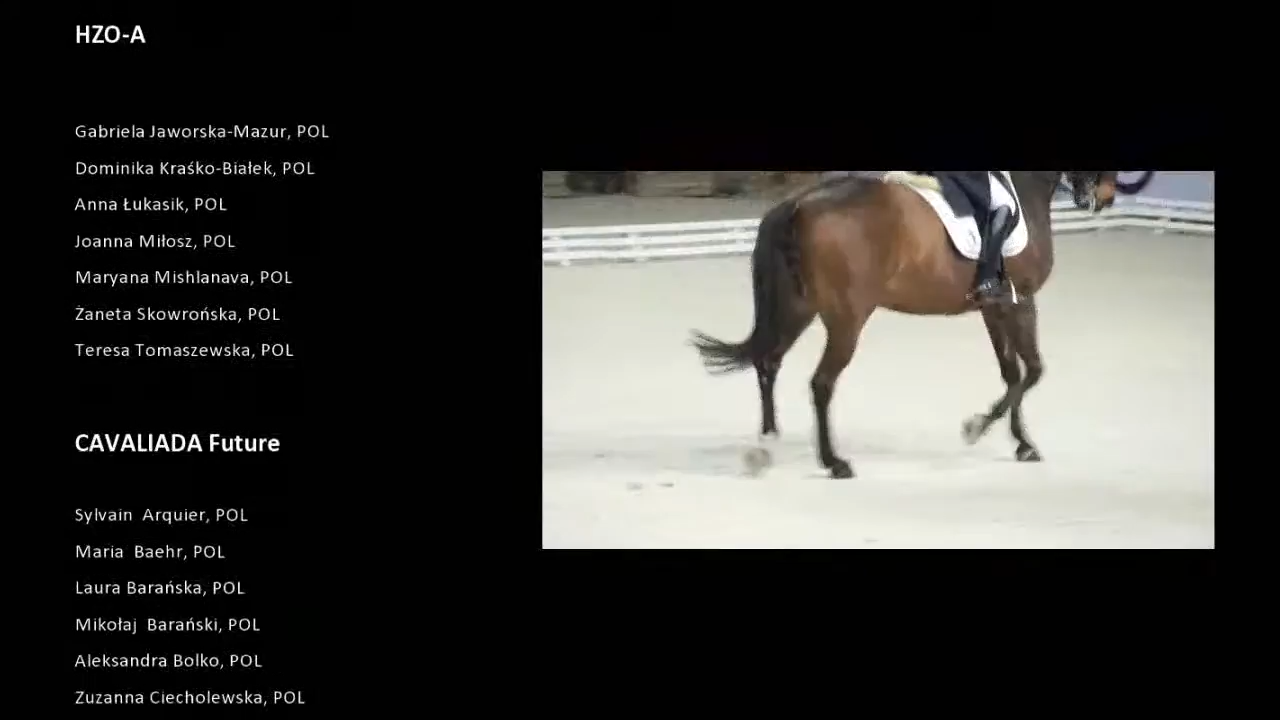 HZO-A
Gabriela Jaworska-Mazur, POL
Dominika Kraśko-Białek, POL
Anna Łukasik, POL
Joanna Miłosz, POL
Maryana Mishlanava, POL
Żaneta Skowrońska, POL
Teresa Tomaszewska, POL
CAVALIADA Future
Sylvain Arquier, POL
Maria Baehr, POL
Laura Barańska, POL
Mikołaj Barański, POL
Aleksandra Bolko, POL
Zuzanna Ciecholewska, POL